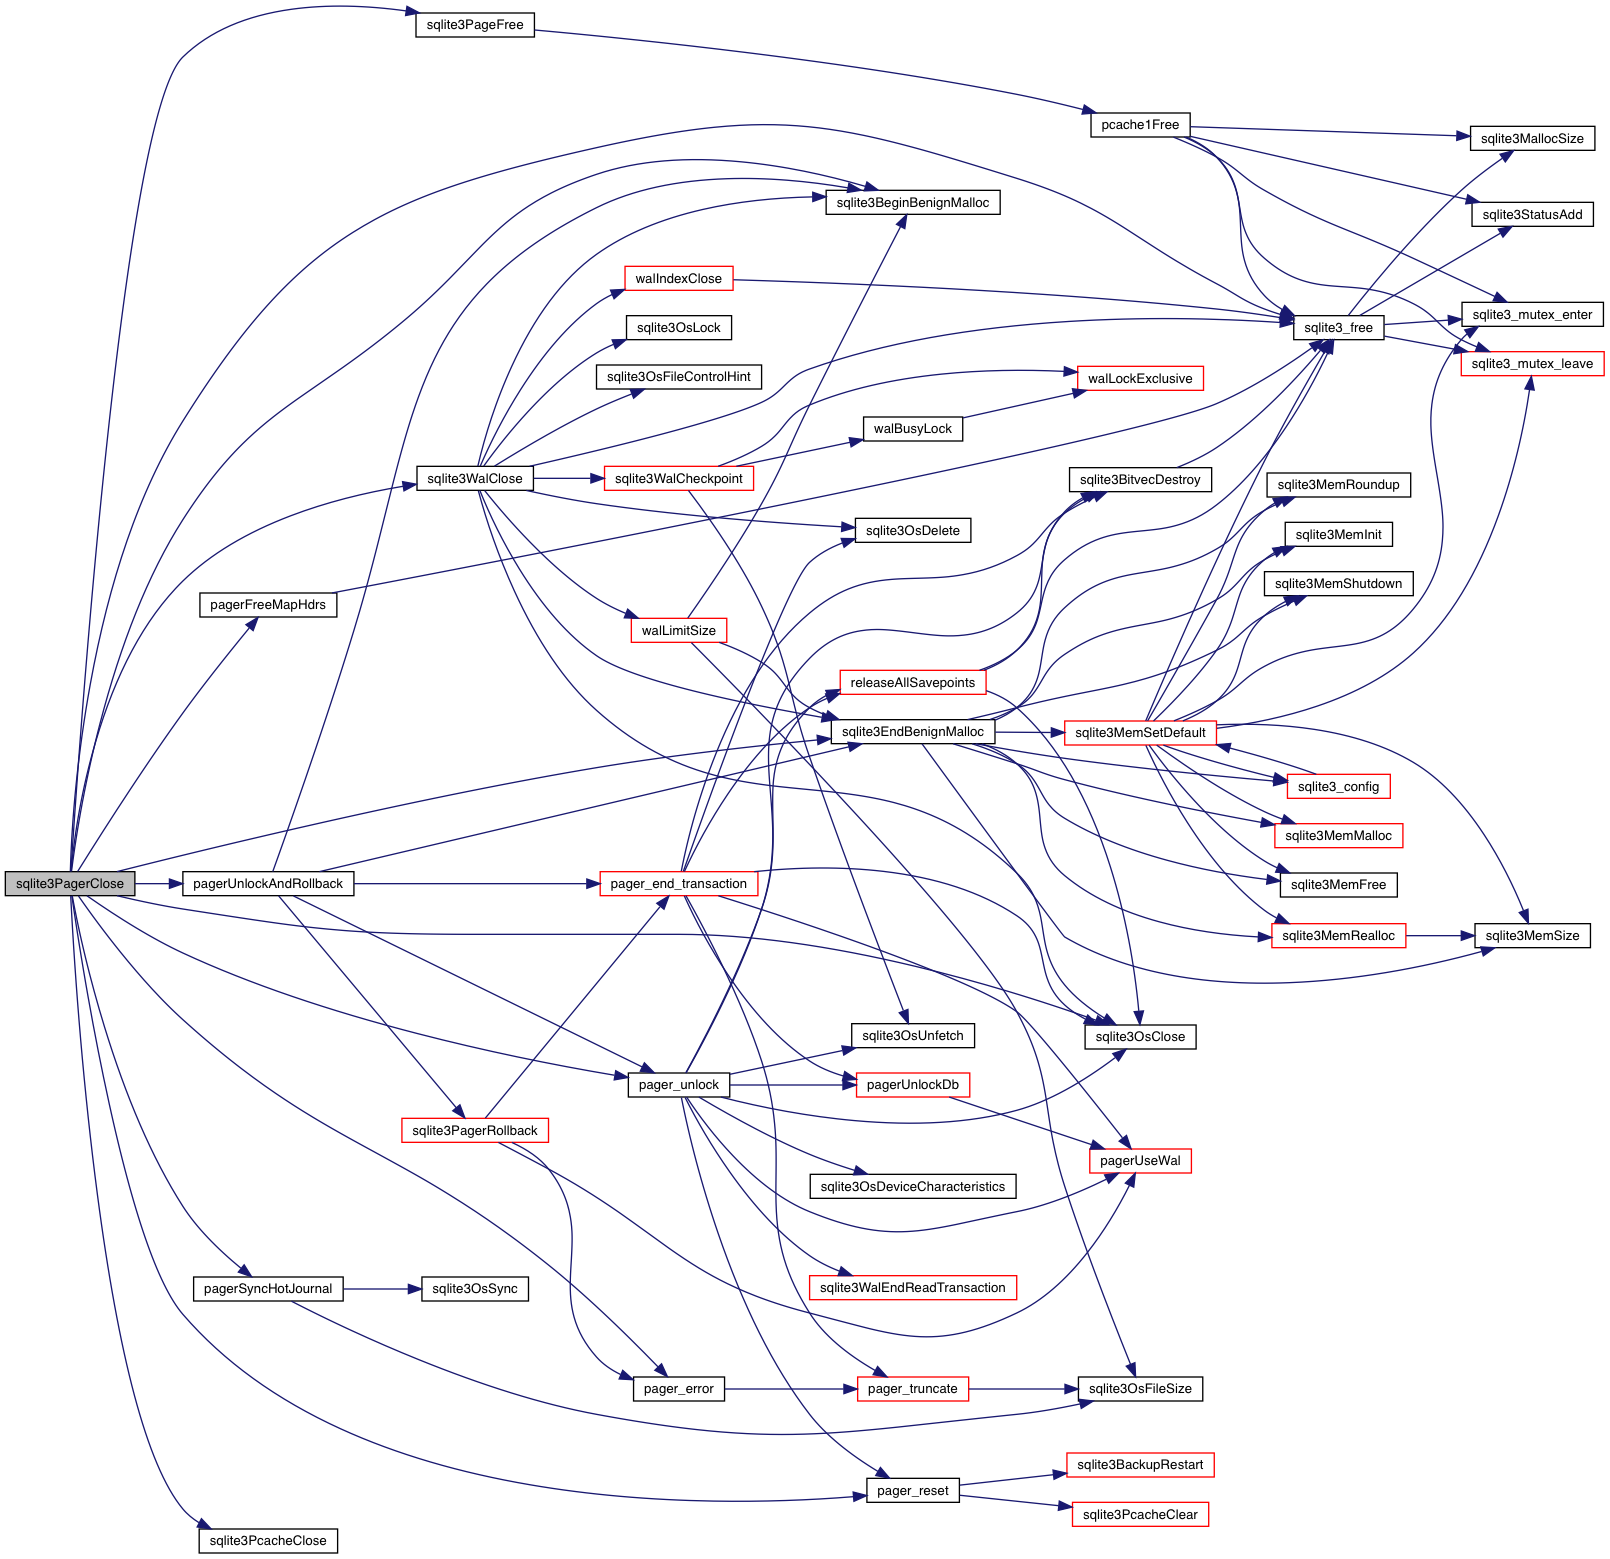 sqlite3PageFree
pcache1Free
sqlite3MallocSize
sqlite3BeginBenignMalloc
sqlite3StatusAdd
walIndexClose
sqlite3OsLock
sqlite3_free
sqlite3_mutex_enter
sqlite3_mutex_leave
sqlite3OsFileControlHint
walLockExclusive
walBusyLock
sqlite3WalClose
sqlite3WalCheckpoint
sqlite3BitvecDestroy
sqlite3MemRoundup
sqlite3OsDelete
sqlite3MemInit
sqlite3MemShutdown
pagerFreeMapHdrs
walLimitSize
releaseAllSavepoints
sqlite3EndBenignMalloc
sqlite3MemSetDefault
sqlite3_config
sqlite3MemMalloc
sqlite3PagerClose
pagerUnlockAndRollback
pager_end_transaction
sqlite3MemFree
sqlite3MemRealloc
sqlite3MemSize
sqlite3OsUnfetch
sqlite3OsClose
pager_unlock
pagerUnlockDb
sqlite3PagerRollback
pagerUseWal
sqlite3OsDeviceCharacteristics
pagerSyncHotJournal
sqlite3OsSync
sqlite3WalEndReadTransaction
pager_error
pager_truncate
sqlite3OsFileSize
sqlite3BackupRestart
pager_reset
sqlite3PcacheClear
sqlite3PcacheClose